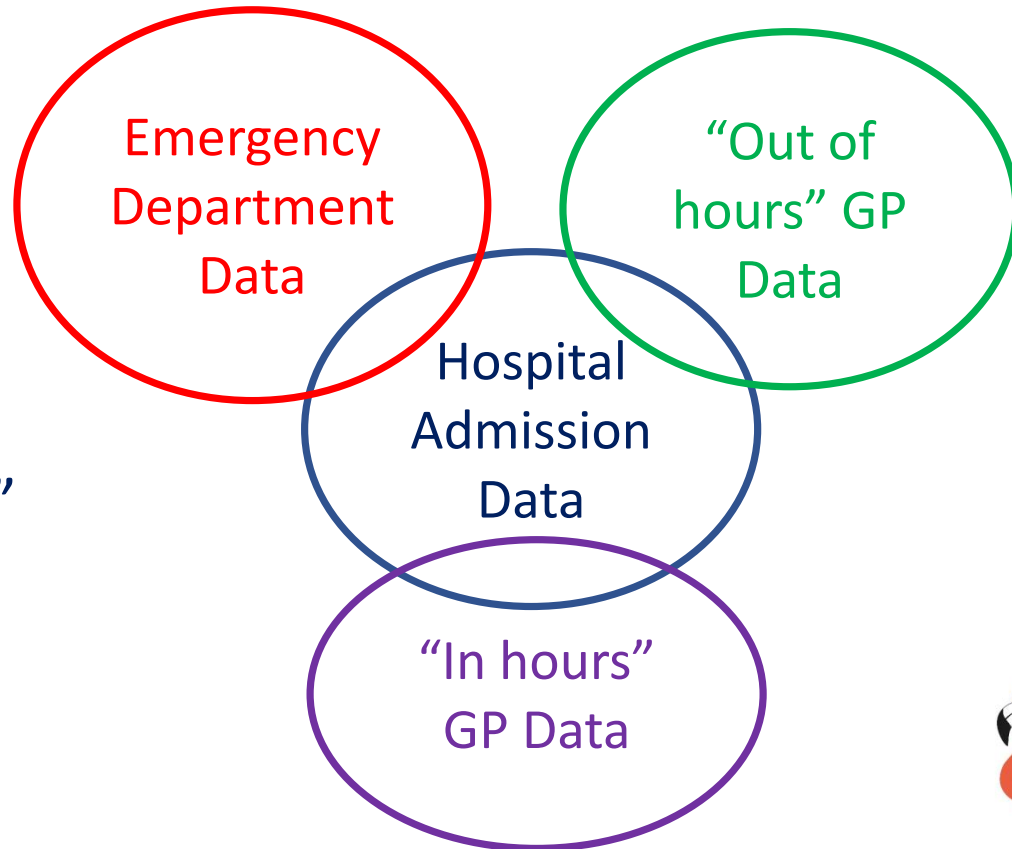 Emergency
Department
Data
“Out of
hours” GP
Data
Hospital
Admission
Data
”
“In hours”
GP Data